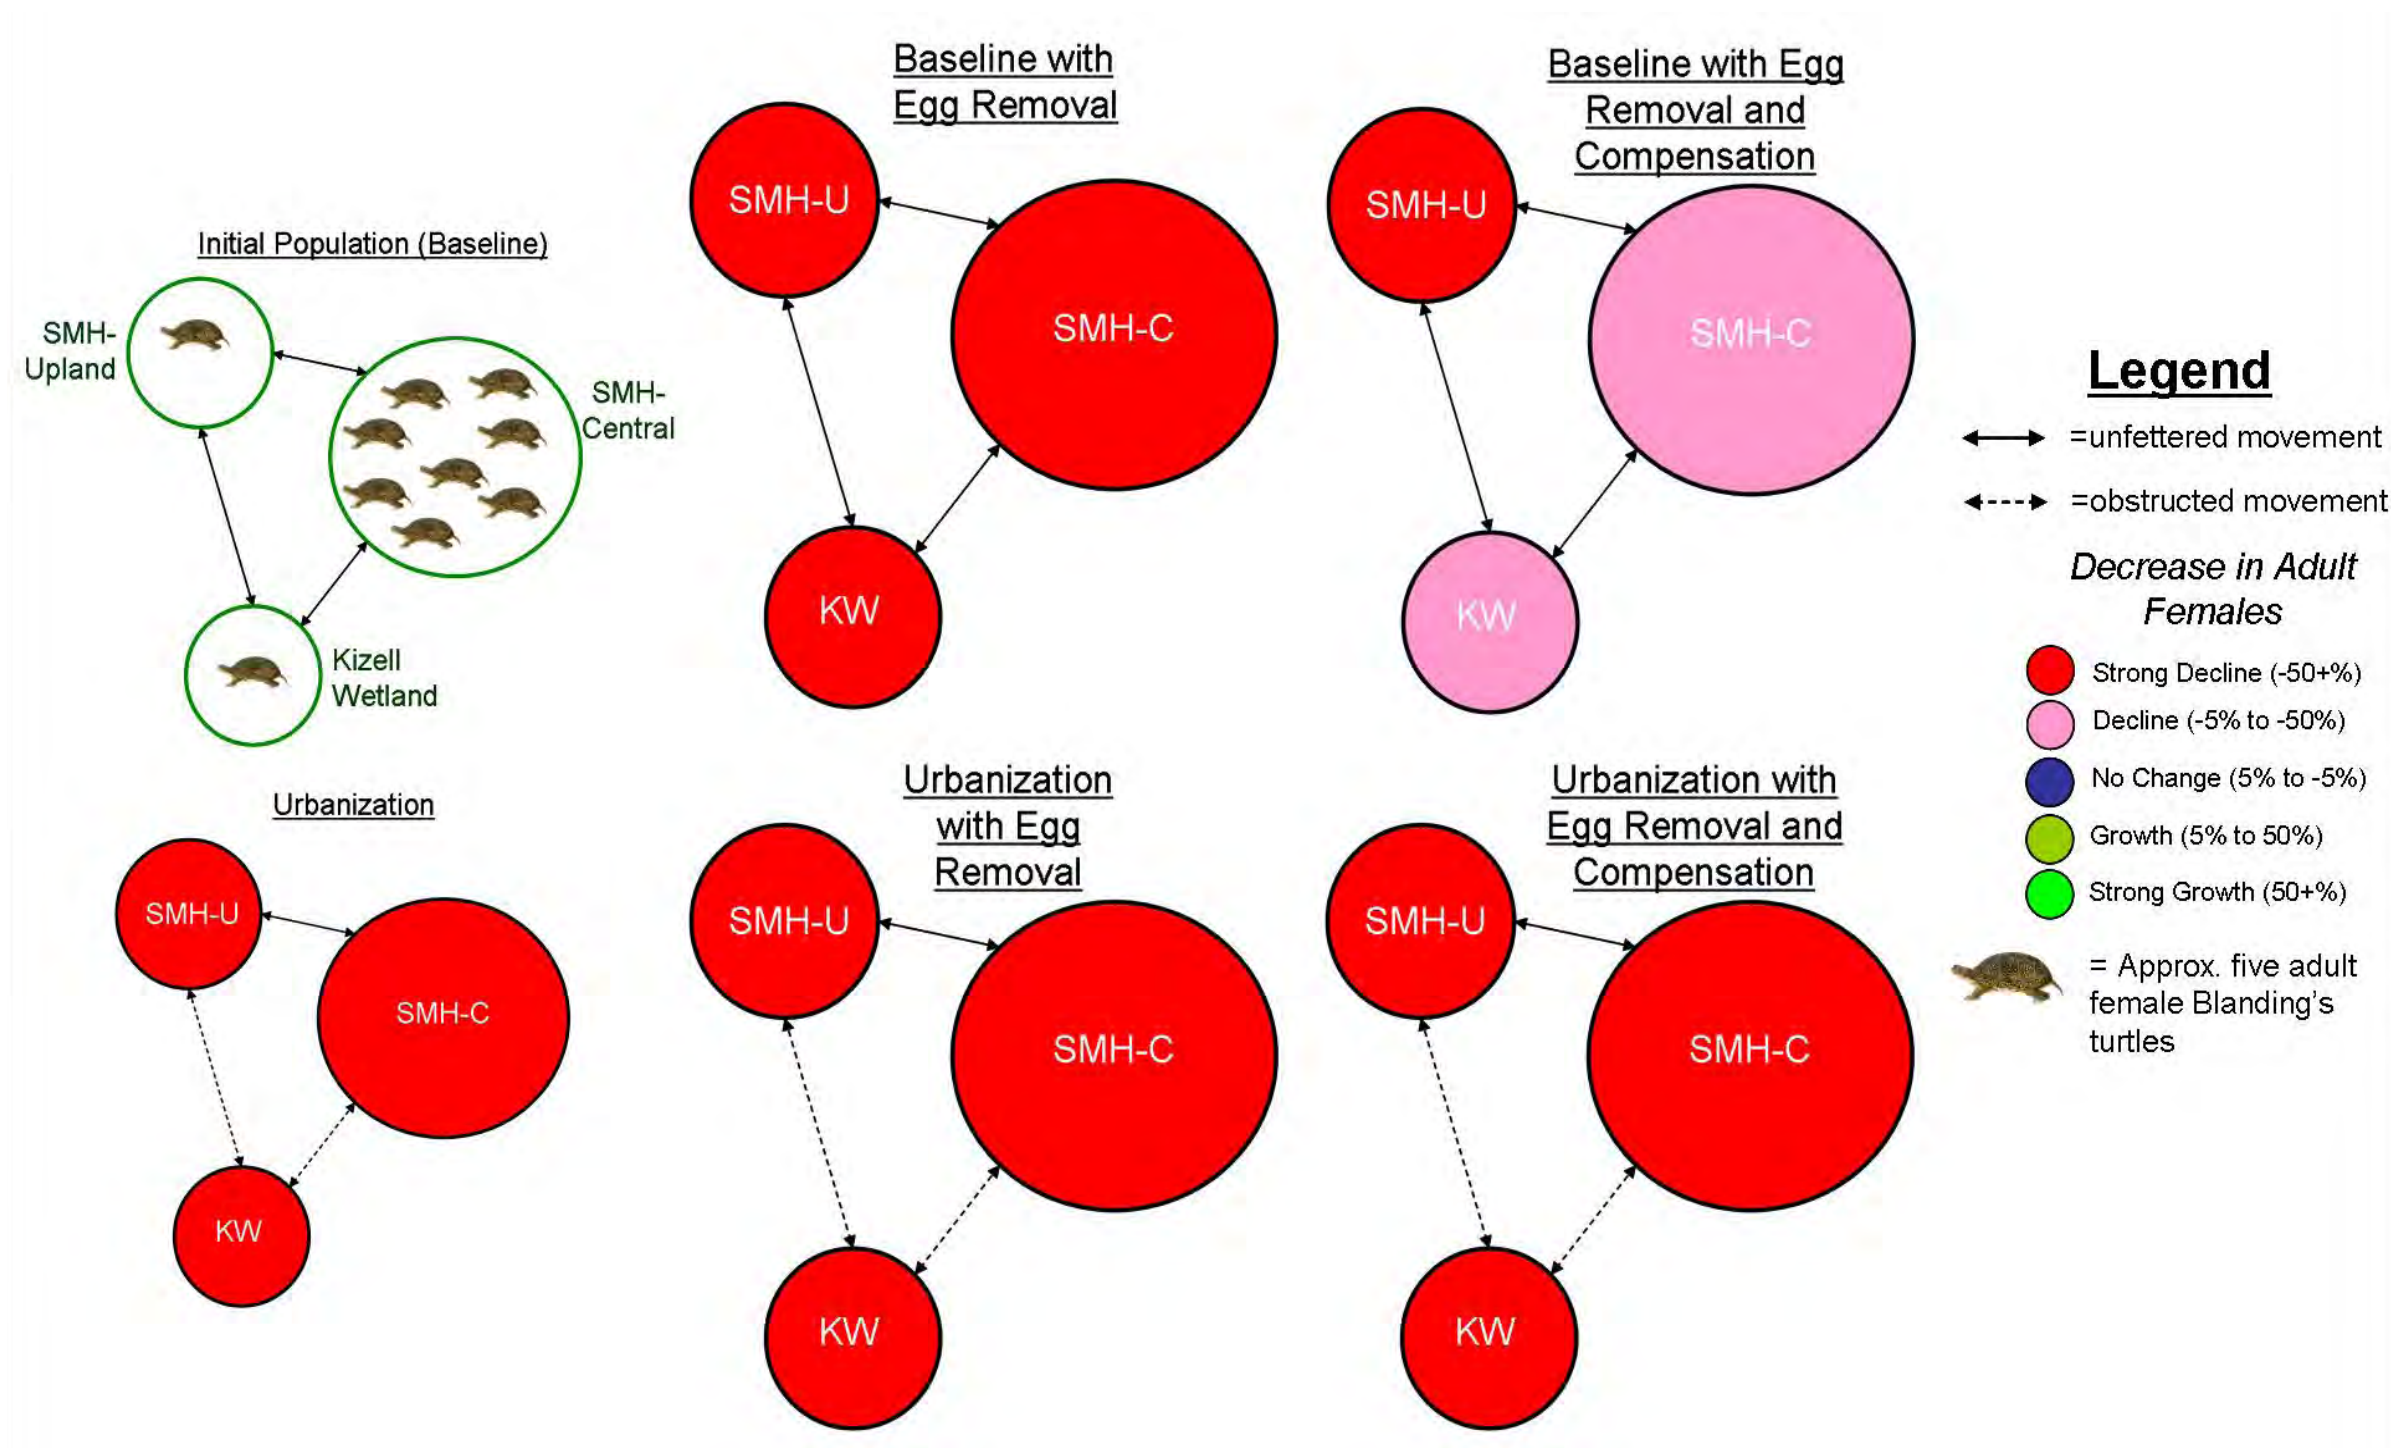 Initial Population (Baseline)
SMH-
Upland
SMH-
Central
Kizell
Wetland
Baseline with
Egg Removal
SMH-U
SMH-C
KW
Baseline with Egg
Removal and
Compensation
SMH-U
SMH-C
KW
Urbanization
SMH-U
SMH-C
KW
Urbanization
with Egg
Removal
SMH-U
SMH-C
KW
Urbanization with
Egg Removal and
Compensation
SMH-U
SMH-C
KW
Legend
=unfettered movement
=obstructed movement
Decrease in Adult
Females
Strong Decline (-50+%)
Decline (-5% to -50%)
No Change (5% to -5%)
Growth (5% to 50%)
Strong Growth (50+%)
= Approx. five adult
female Blanding's
turtles